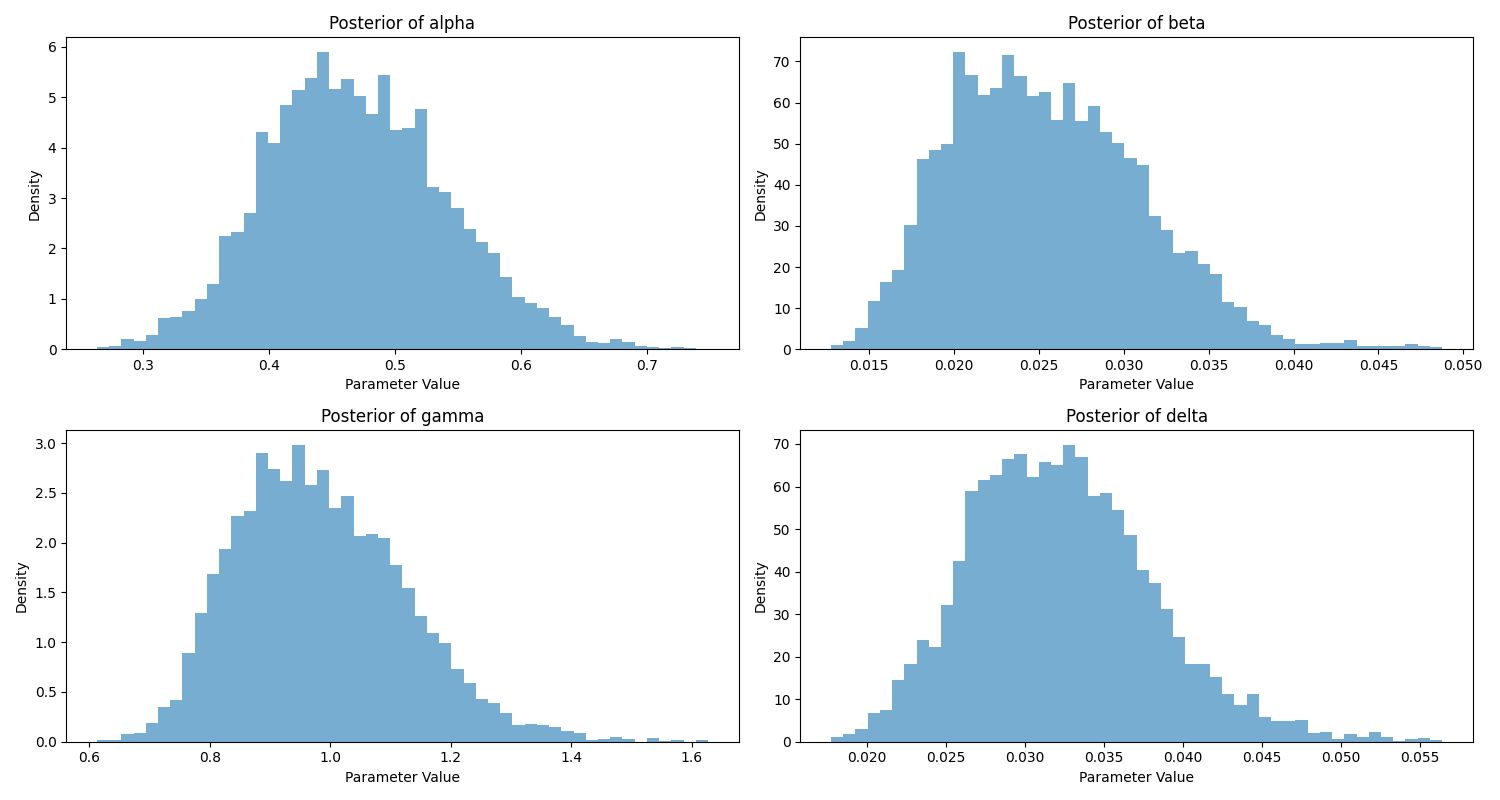 Posterior of alpha
6
5
4
3
2
1
0
Density
0.3 0.4 0.5 0.6 0.7
Parameter Value
Posterior of beta
70
60
50
40
30
20
10
0
Density
0.015 0.020 0.025 0.030 0.035 0.040 0.045 0.050
Parameter Value
Posterior of gamma
3.0
2.5
2.0
1.5
1.0
0.5
0.0
Density
0.6 0.8 1.0 1.2 1.4 1.6
Parameter Value
Posterior of delta
70
60
50
40
30
20
10
0
Density
0.020 0.025 0.030 0.035 0.040 0.045 0.050 0.055
Parameter Value